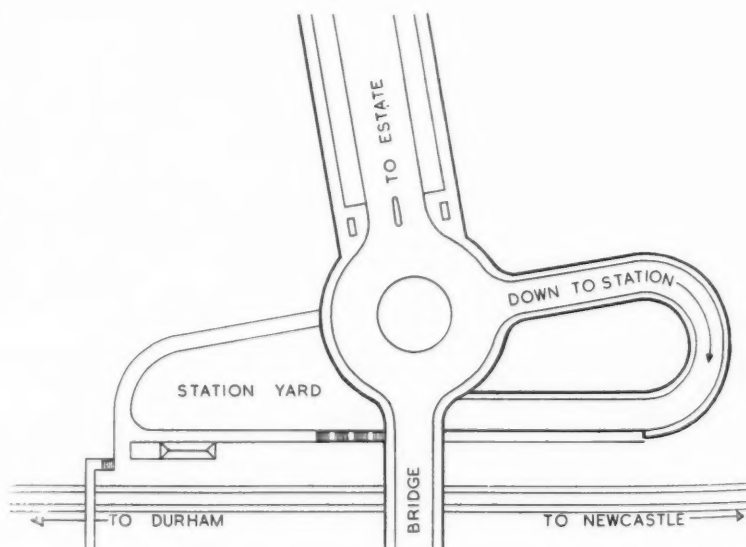 TO ESTATE
DOWN TO STATION
STATION YARD
BRIDGE
TO DURHAM
TO NEWCASTLE